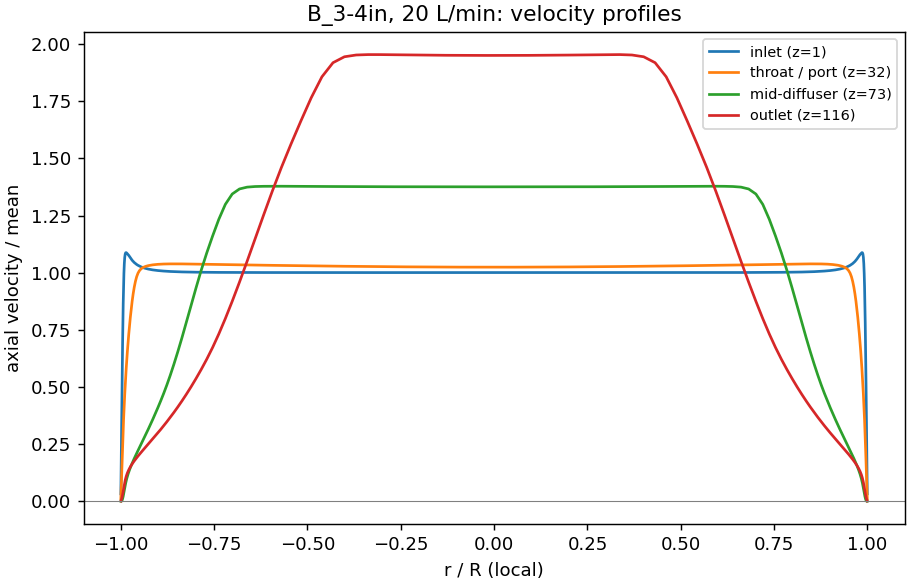 B_3-4in, 20 L/min: velocity profiles
axial velocity / mean
2.00
1.75
1.50
1.25
1.00
0.75
0.50
0.25
0.00
inlet (z=1)
throat / port (z=32)
mid-diffuser (z=73)
outlet (z=116)
−1.00 −0.75 −0.50 −0.25 0.00 0.25 0.50 0.75 1.00
r / R (local)